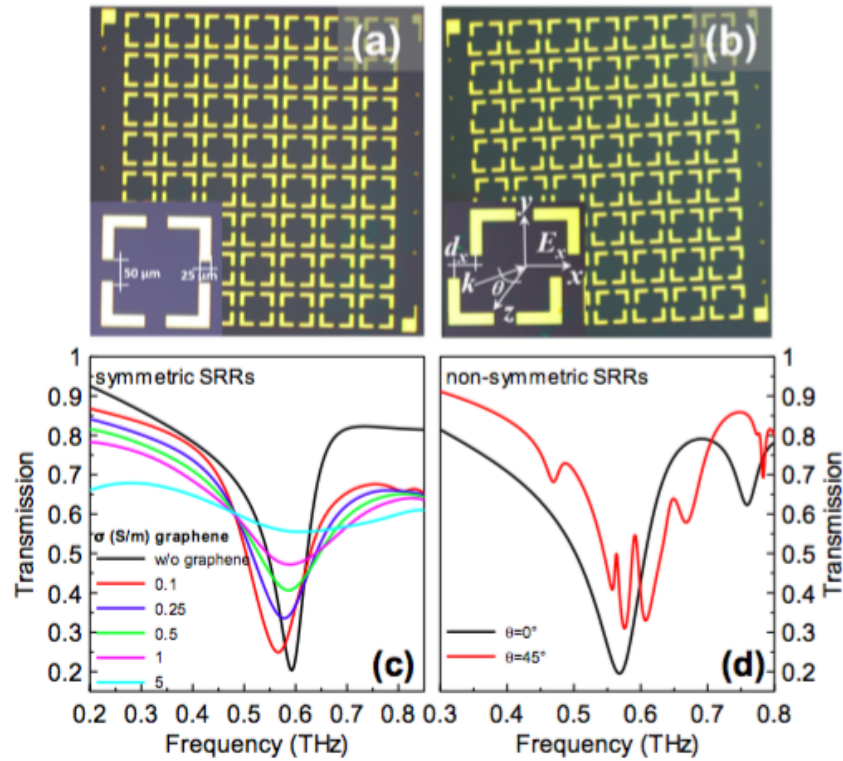 (a)
(b)
50 μm
25 μm
y
dₓ
Eₓ
k
θ
x
z
symmetric SRRs
non-symmetric SRRs
1
0.9
0.8
0.7
0.6
0.5
0.4
0.3
0.2
Transmission
rσ (S/m) graphene
w/o graphene
0.1
0.25
0.5
1
5
(c)
0.2 0.3 0.4 0.5 0.6 0.7 0.8
Frequency (THz)
θ=0°
θ=45°
(d)
0.3 0.4 0.5 0.6 0.7 0.8
Frequency (THz)
1
0.9
0.8
0.7
0.6
0.5
0.4
0.3
0.2
Transmission